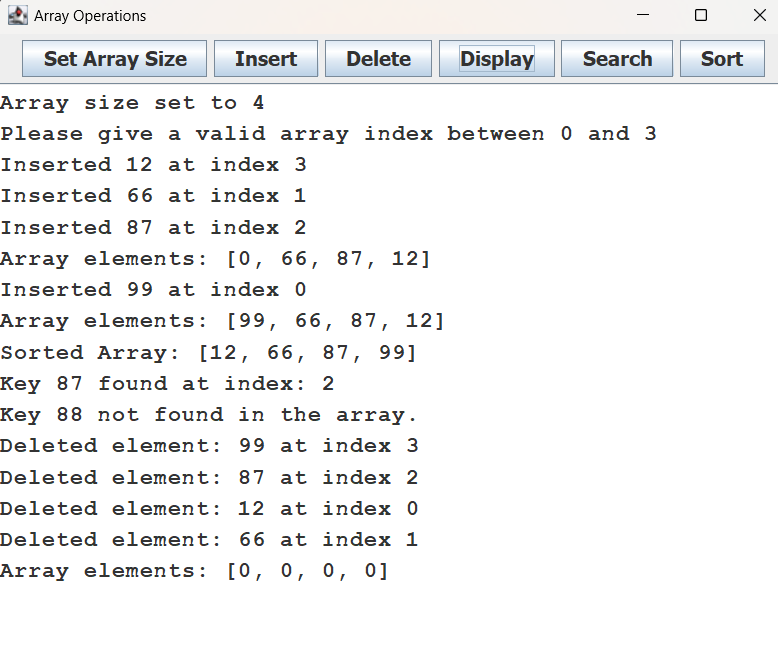 Array Operations
Set Array Size Insert Delete Display Search Sort
Array size set to 4
Please give a valid array index between 0 and 3
Inserted 12 at index 3
Inserted 66 at index 1
Inserted 87 at index 2
Array elements: [0, 66, 87, 12]
Inserted 99 at index 0
Array elements: [99, 66, 87, 12]
Sorted Array: [12, 66, 87, 99]
Key 87 found at index: 2
Key 88 not found in the array.
Deleted element: 99 at index 3
Deleted element: 87 at index 2
Deleted element: 12 at index 0
Deleted element: 66 at index 1
Array elements: [0, 0, 0, 0]